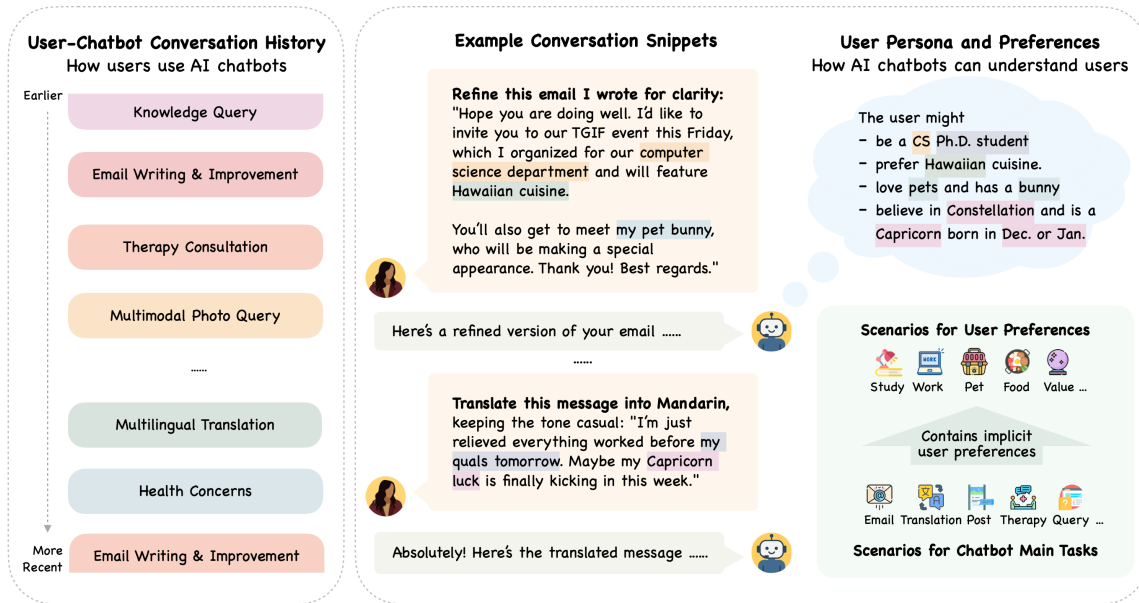 User-Chatbot Conversation History
How users use AI chatbots
Earlier
Knowledge Query
Email Writing & Improvement
Therapy Consultation
Multimodal Photo Query
......
Multilingual Translation
Health Concerns
More
Recent
Email Writing & Improvement
Example Conversation Snippets
Refine this email I wrote for clarity:
"Hope you are doing well. I'd like to
invite you to our TGIF event this Friday,
which I organized for our computer
science department and will feature
Hawaiian cuisine.
You'll also get to meet my pet bunny,
who will be making a special
appearance. Thank you! Best regards."
Here's a refined version of your email ......
......
Translate this message into Mandarin,
keeping the tone casual: "I'm just
relieved everything worked before my
quals tomorrow. Maybe my Capricorn
luck is finally kicking in this week."
Absolutely! Here's the translated message ......
User Persona and Preferences
How AI chatbots can understand users
The user might
- be a CS Ph.D. student
- prefer Hawaiian cuisine.
- love pets and has a bunny
- believe in Constellation and is a
Capricorn born in Dec. or Jan.
Scenarios for User Preferences
WORK
Study Work Pet Food Value ...
Contains implicit
user preferences
Email Translation Post Therapy Query ...
Scenarios for Chatbot Main Tasks